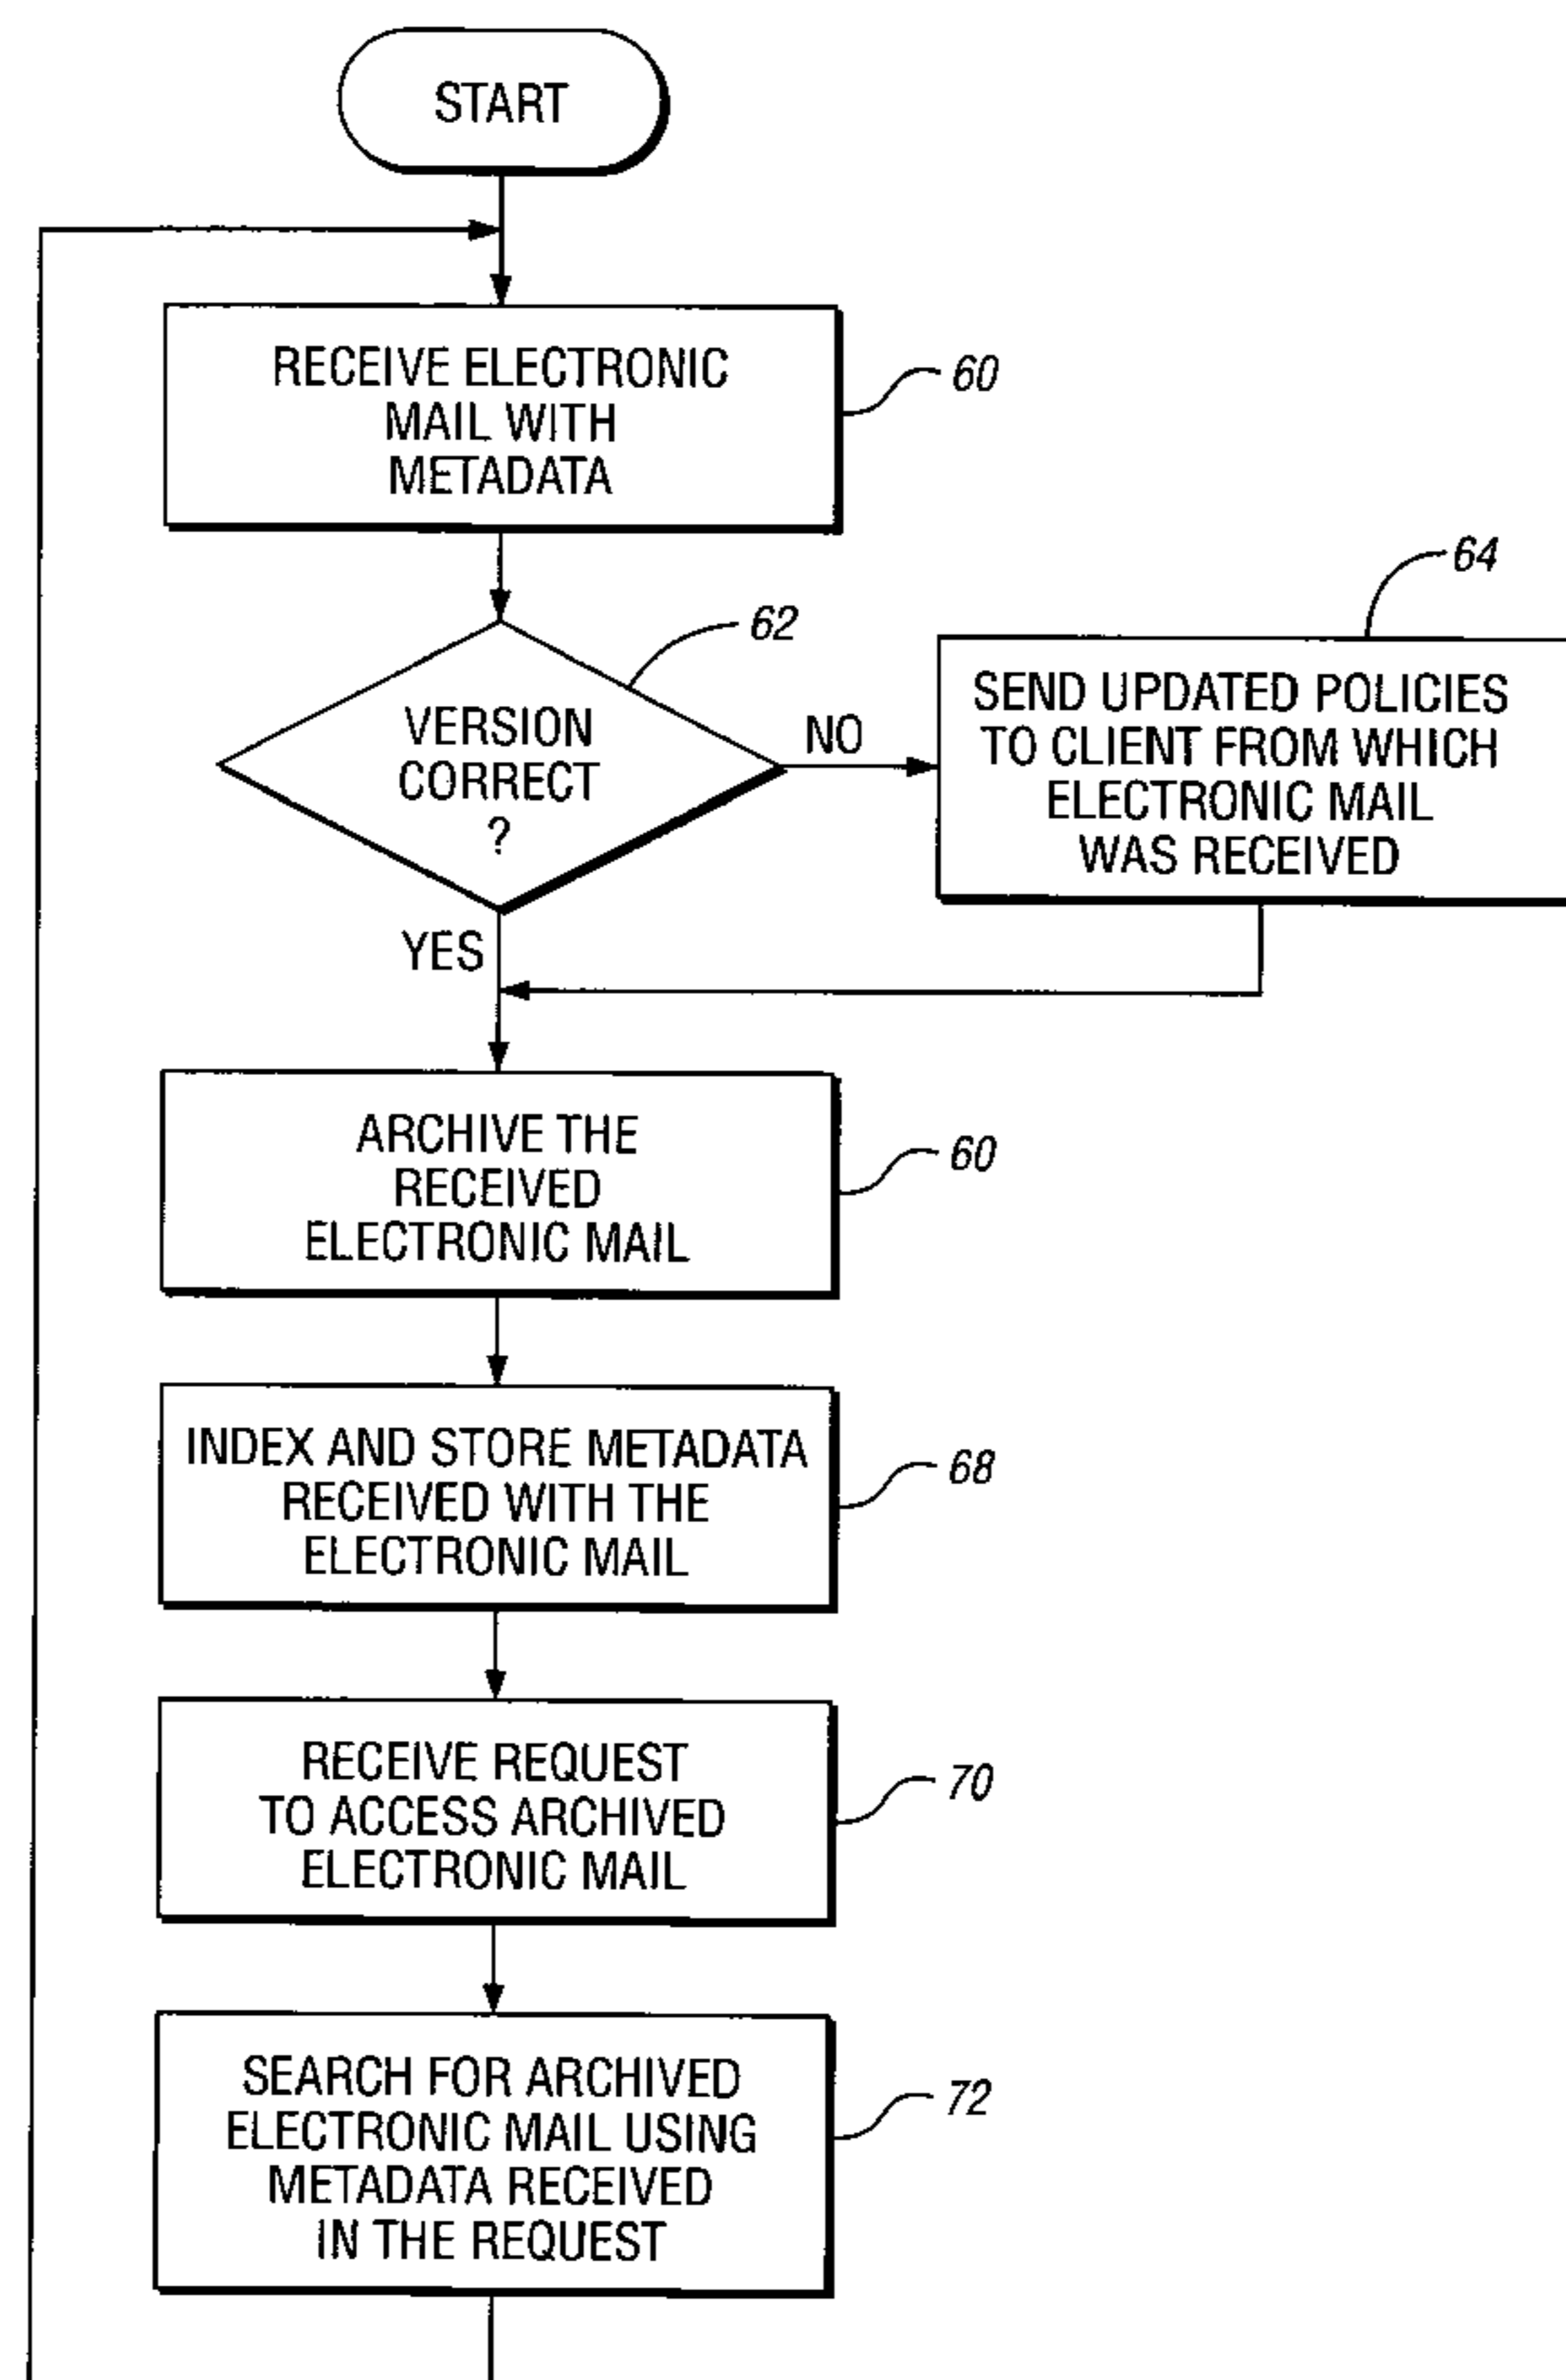 START
RECEIVE ELECTRONIC
MAIL WITH
METADATA
60
62
VERSION
CORRECT
?
NO
YES
64
SEND UPDATED POLICIES
TO CLIENT FROM WHICH
ELECTRONIC MAIL
WAS RECEIVED
ARCHIVE THE
RECEIVED
ELECTRONIC MAIL
60
INDEX AND STORE METADATA
RECEIVED WITH THE
ELECTRONIC MAIL
68
RECEIVE REQUEST
TO ACCESS ARCHIVED
ELECTRONIC MAIL
70
SEARCH FOR ARCHIVED
ELECTRONIC MAIL USING
METADATA RECEIVED
IN THE REQUEST
72